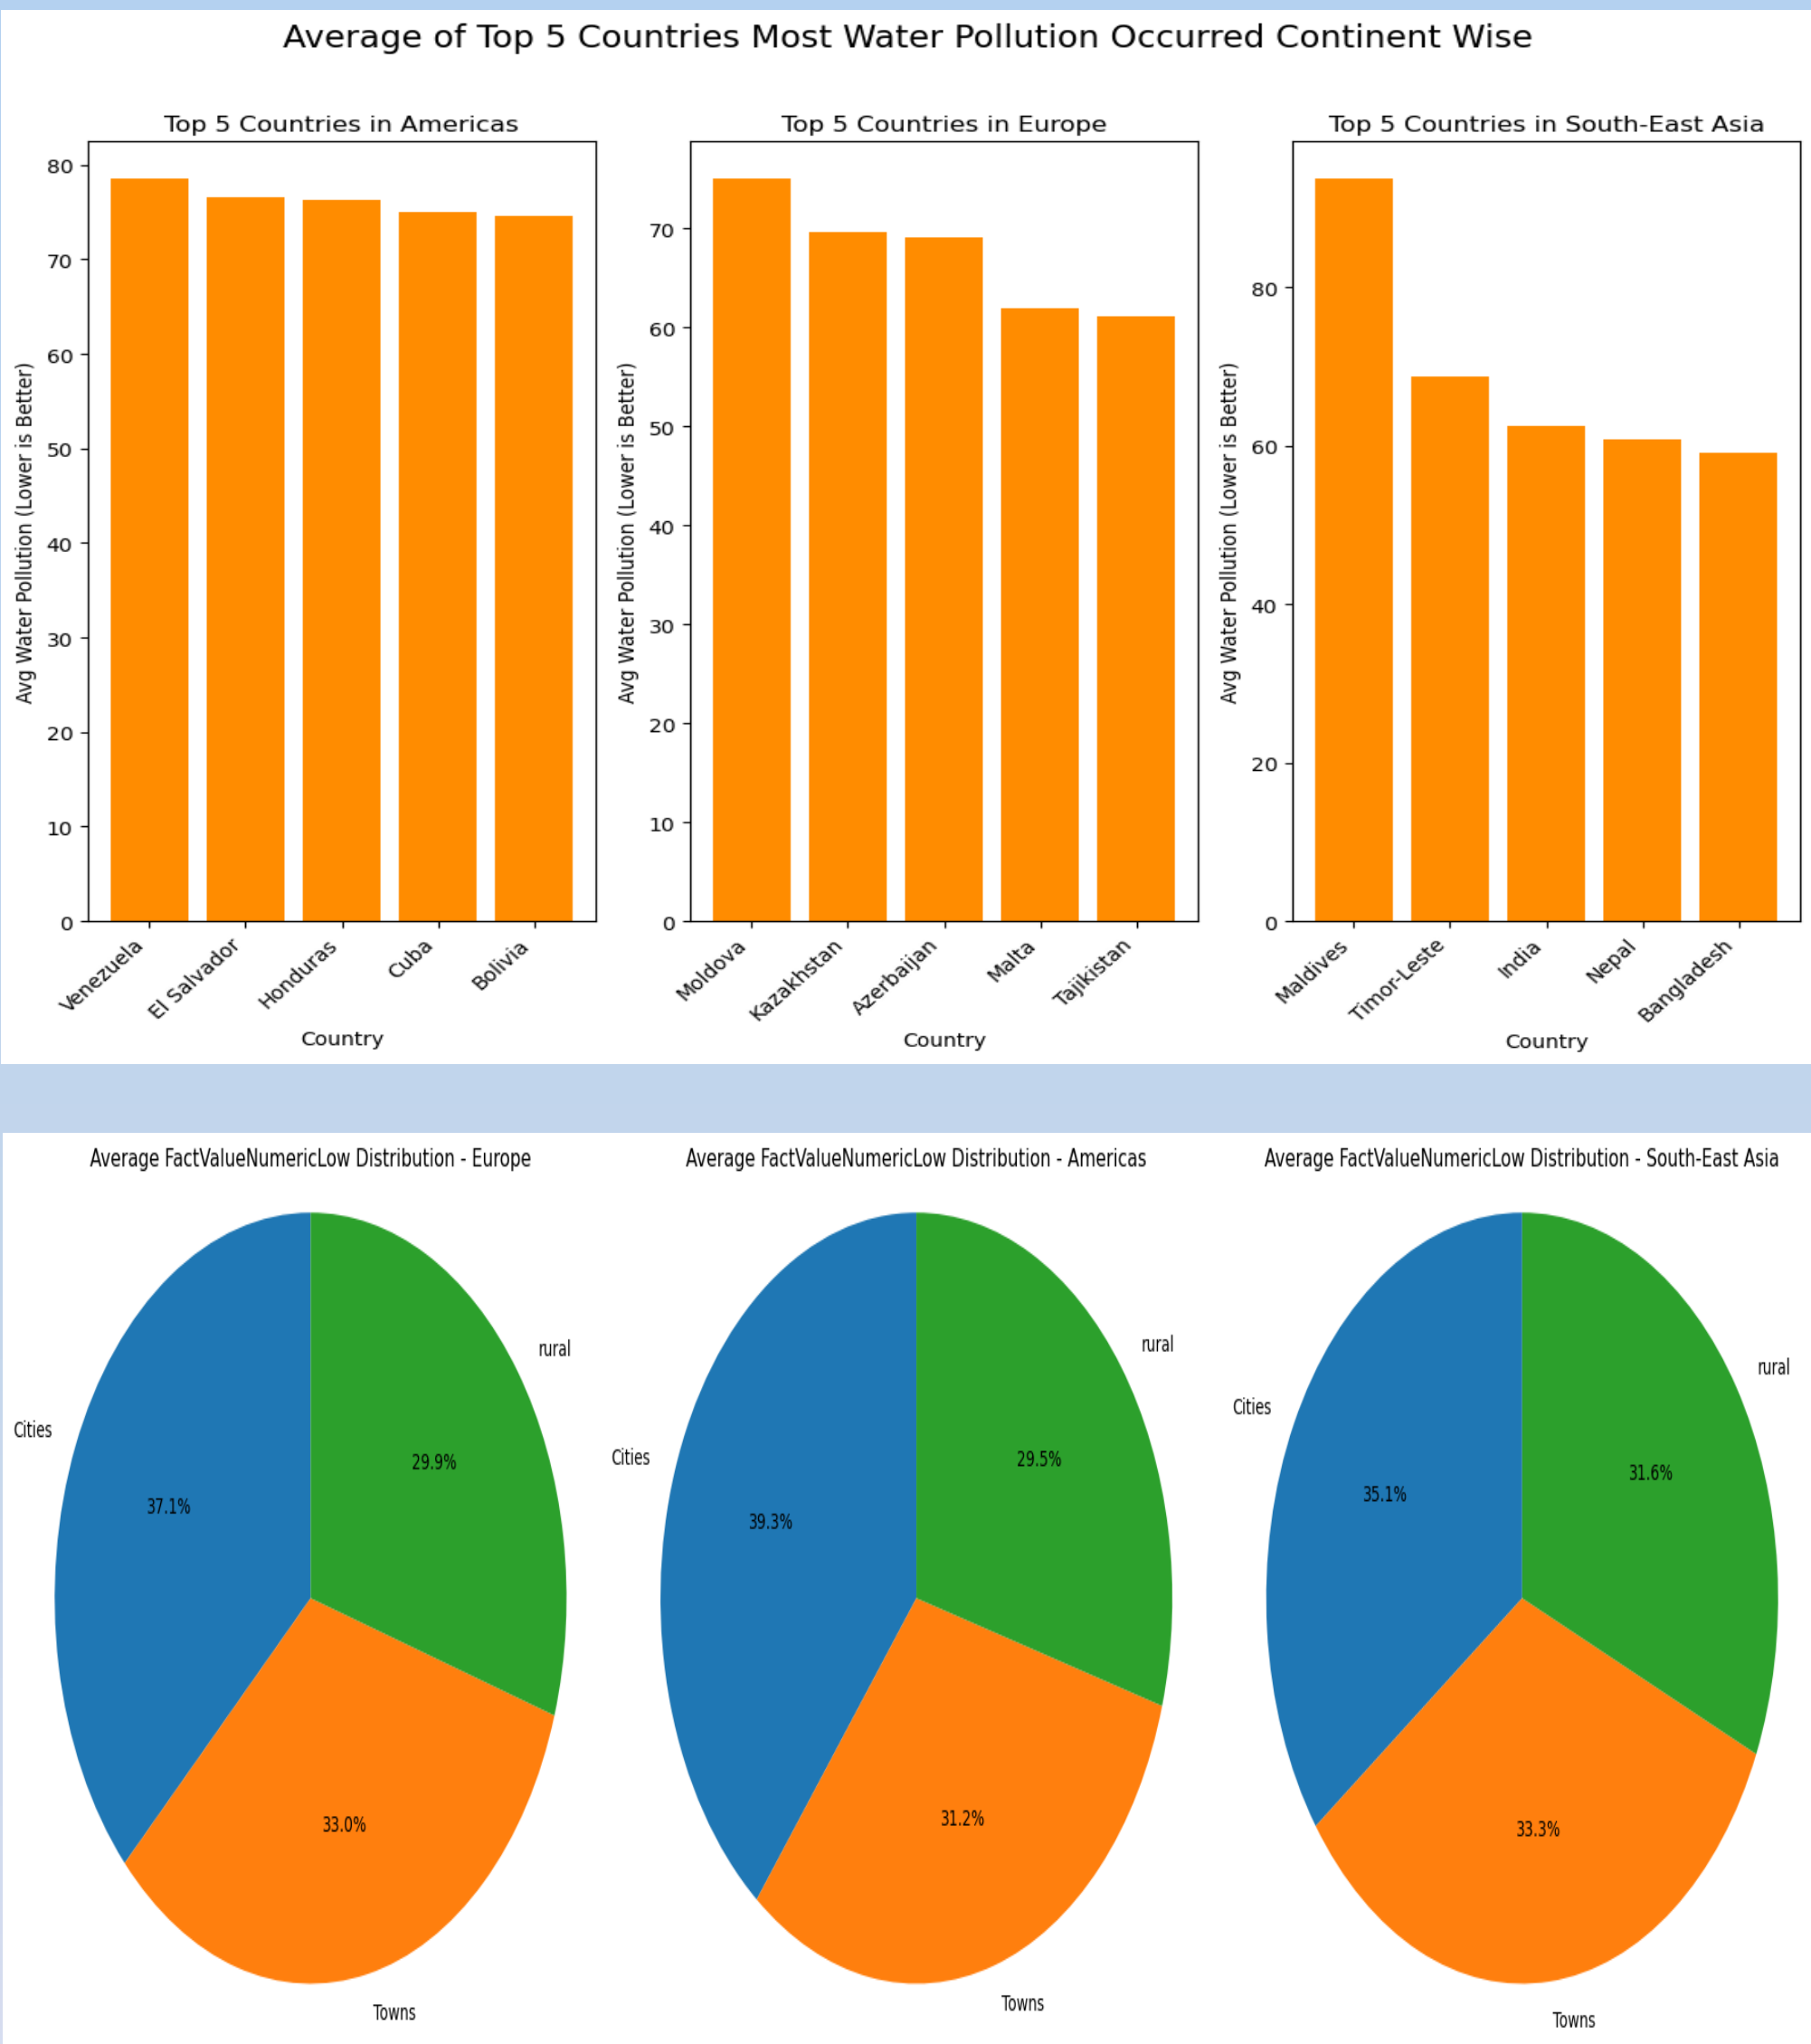 Average of Top 5 Countries Most Water Pollution Occurred Continent Wise
Top 5 Countries in Americas
Avg Water Pollution (Lower is Better)
80
70
60
50
40
30
20
10
0
Venezuela
El Salvador
Honduras
Cuba
Bolivia
Country
Top 5 Countries in Europe
Avg Water Pollution (Lower is Better)
70
60
50
40
30
20
10
0
Moldova
Kazakhstan
Azerbaijan
Malta
Tajikistan
Country
Top 5 Countries in South-East Asia
Avg Water Pollution (Lower is Better)
80
60
40
20
0
Maldives
Timor-Leste
India
Nepal
Bangladesh
Country
Average FactValueNumericLow Distribution - Europe
rural
Cities
29.9%
37.1%
33.0%
Towns
Average FactValueNumericLow Distribution - Americas
rural
Cities
29.5%
39.3%
31.2%
Towns
Average FactValueNumericLow Distribution - South-East Asia
rural
Cities
31.6%
35.1%
33.3%
Towns